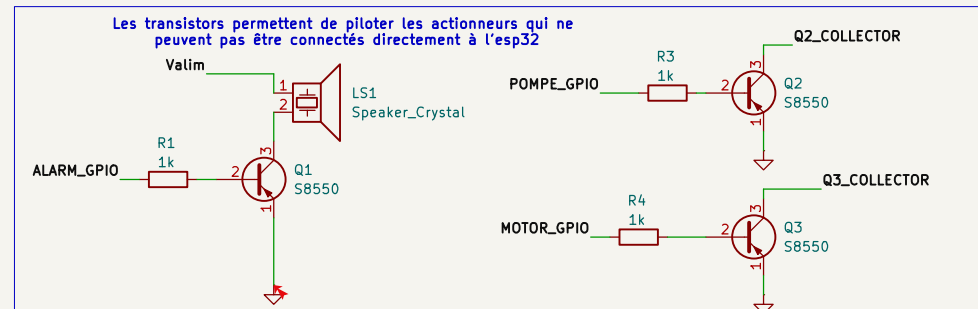 Les transistors permettent de piloter les actionneurs qui ne
peuvent pas être connectés directement à l'esp32
Valim
1
2
LS1
Speaker_Crystal
ALARM_GPIO
R1
1k
2
3
1
Q1
S8550
POMPE_GPIO
R3
1k
2
3
1
Q2_COLLECTOR
Q2
S8550
MOTOR_GPIO
R4
1k
2
3
1
Q3_COLLECTOR
Q3
S8550